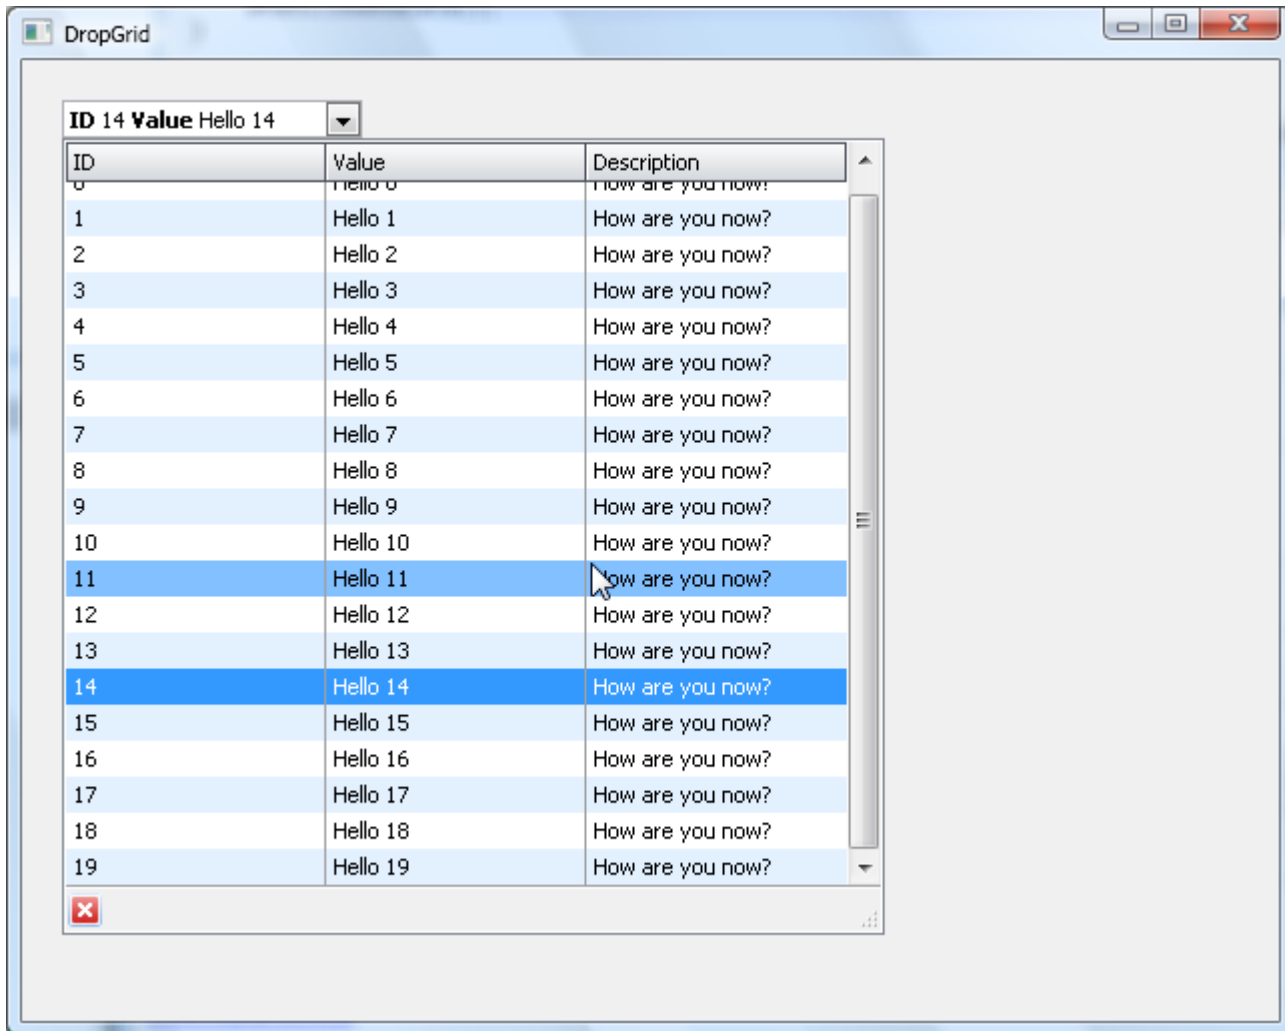 DropGrid
ID 14 Value Hello 14
ID Value Description
1 Hello 1 How are you now?
2 Hello 2 How are you now?
3 Hello 3 How are you now?
4 Hello 4 How are you now?
5 Hello 5 How are you now?
6 Hello 6 How are you now?
7 Hello 7 How are you now?
8 Hello 8 How are you now?
9 Hello 9 How are you now?
10 Hello 10 How are you now?
11 Hello 11 How are you now?
12 Hello 12 How are you now?
13 Hello 13 How are you now?
14 Hello 14 How are you now?
15 Hello 15 How are you now?
16 Hello 16 How are you now?
17 Hello 17 How are you now?
18 Hello 18 How are you now?
19 Hello 19 How are you now?